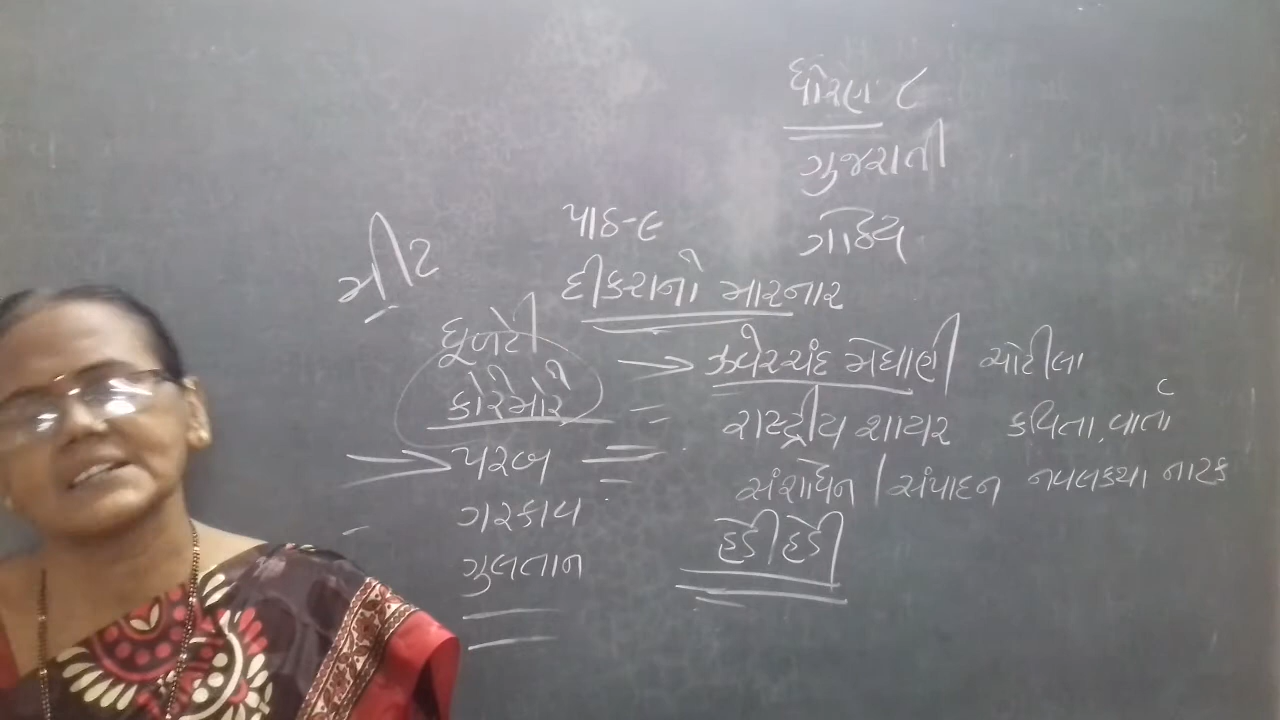 ધોરણ ૮
ગુજરાતી
ગદ્ય
પાઠ-૯
દીકરાનો મારનાર
મીટ
ધૂળેટી
કોરેમોરે
પરબ
ગરકાવ
ગુલતાન
ઝવેરચંદ મેઘાણી ચોટીલા
રાષ્ટ્રીય શાયર કવિતા, વાર્તા
સંશોધન / સંપાદન નવલકથા નાટક
હડીહડી